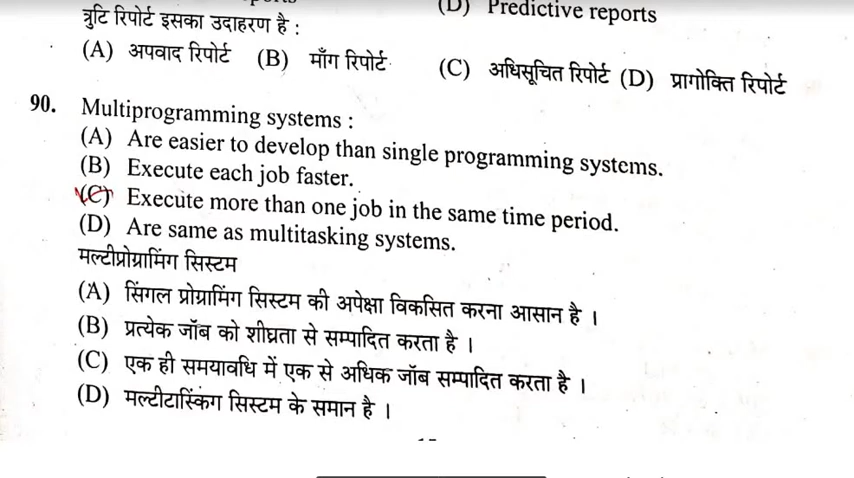 (D) Predictive reports
त्रुटि रिपोर्ट इसका उदाहरण है :
(A) अपवाद रिपोर्ट (B) माँग रिपोर्ट (C) अधिसूचित रिपोर्ट (D) प्रागोक्ति रिपोर्ट
90. Multiprogramming systems :
(A) Are easier to develop than single programming systems.
(B) Execute each job faster.
(C) Execute more than one job in the same time period.
(D) Are same as multitasking systems.
मल्टीप्रोग्रामिंग सिस्टम
(A) सिंगल प्रोग्रामिंग सिस्टम की अपेक्षा विकसित करना आसान है ।
(B) प्रत्येक जॉब को शीघ्रता से सम्पादित करता है ।
(C) एक ही समयावधि में एक से अधिक जॉब सम्पादित करता है ।
(D) मल्टीटास्किंग सिस्टम के समान है ।